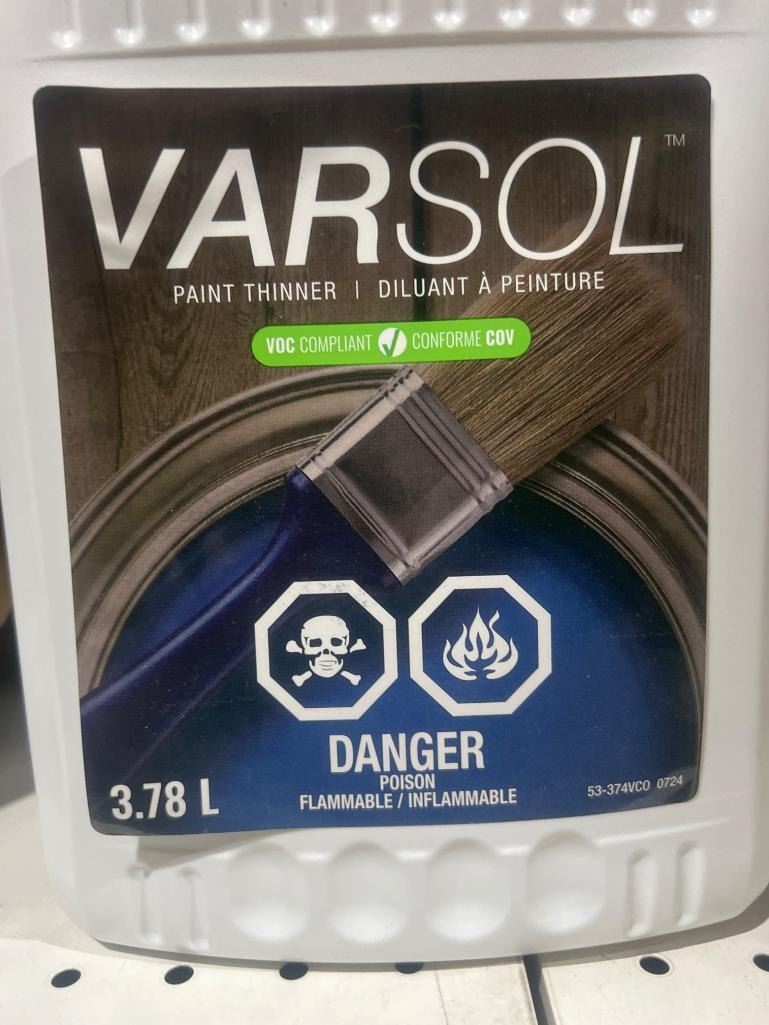 VARSOL™
PAINT THINNER | DILUANT À PEINTURE
VOC COMPLIANT CONFORME COV
DANGER
POISON
FLAMMABLE / INFLAMMABLE
3.78 L
53-374VCO 0724